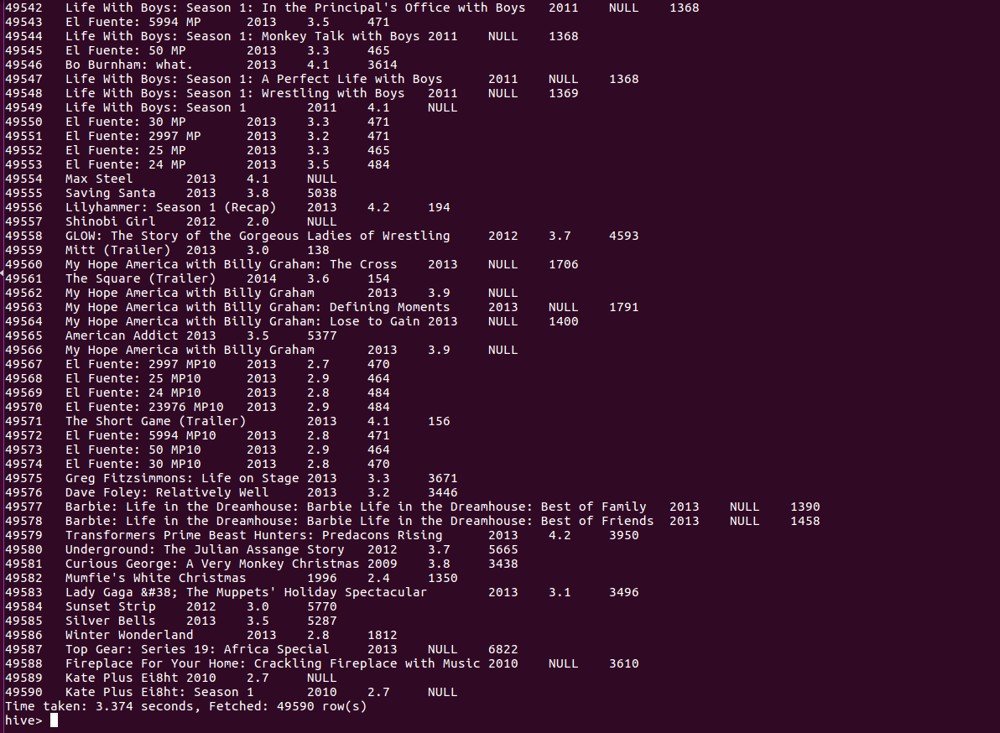 49542 Life With Boys: Season 1: In the Principal's Office with Boys 2011 NULL 1368
49543 El Fuente: 5994 MP 2013 3.5 471
49544 Life With Boys: Season 1: Monkey Talk with Boys 2011 NULL 1368
49545 El Fuente: 50 MP 2013 3.3 465
49546 Bo Burnham: what. 2013 4.1 3614
49547 Life With Boys: Season 1: A Perfect Life with Boys 2011 NULL 1368
49548 Life With Boys: Season 1: Wrestling with Boys 2011 NULL 1369
49549 Life With Boys: Season 1 2011 4.1 NULL
49550 El Fuente: 30 MP 2013 3.3 471
49551 El Fuente: 2997 MP 2013 3.2 471
49552 El Fuente: 25 MP 2013 3.3 465
49553 El Fuente: 24 MP 2013 3.5 484
49554 Max Steel 2013 4.1 NULL
49555 Saving Santa 2013 3.8 5038
49556 Lilyhammer: Season 1 (Recap) 2013 4.2 194
49557 Shinobi Girl 2012 2.0 NULL
49558 GLOW: The Story of the Gorgeous Ladies of Wrestling 2012 3.7 4593
49559 Mitt (Trailer) 2013 3.0 138
49560 My Hope America with Billy Graham: The Cross 2013 NULL 1706
49561 The Square (Trailer) 2014 3.6 154
49562 My Hope America with Billy Graham 2013 3.9 NULL
49563 My Hope America with Billy Graham: Defining Moments 2013 NULL 1791
49564 My Hope America with Billy Graham: Lose to Gain 2013 NULL 1400
49565 American Addict 2013 3.5 5377
49566 My Hope America with Billy Graham 2013 3.9 NULL
49567 El Fuente: 2997 MP10 2013 2.7 470
49568 El Fuente: 25 MP10 2013 2.9 464
49569 El Fuente: 24 MP10 2013 2.8 484
49570 El Fuente: 23976 MP10 2013 2.9 484
49571 The Short Game (Trailer) 2013 4.1 156
49572 El Fuente: 5994 MP10 2013 2.8 471
49573 El Fuente: 50 MP10 2013 2.9 464
49574 El Fuente: 30 MP10 2013 2.8 470
49575 Greg Fitzsimmons: Life on Stage 2013 3.3 3671
49576 Dave Foley: Relatively Well 2013 3.2 3446
49577 Barbie: Life in the Dreamhouse: Barbie Life in the Dreamhouse: Best of Family 2013 NULL 1390
49578 Barbie: Life in the Dreamhouse: Barbie Life in the Dreamhouse: Best of Friends 2013 NULL 1458
49579 Transformers Prime Beast Hunters: Predacons Rising 2013 4.2 3950
49580 Underground: The Julian Assange Story 2012 3.7 5665
49581 Curious George: A Very Monkey Christmas 2009 3.8 3438
49582 Mumfie's White Christmas 1996 2.4 1350
49583 Lady Gaga &#38; The Muppets' Holiday Spectacular 2013 3.1 3496
49584 Sunset Strip 2012 3.0 5770
49585 Silver Bells 2013 3.5 5287
49586 Winter Wonderland 2013 2.8 1812
49587 Top Gear: Series 19: Africa Special 2013 NULL 6822
49588 Fireplace For Your Home: Crackling Fireplace with Music 2010 NULL 3610
49589 Kate Plus Ei8ht 2010 2.7 NULL
49590 Kate Plus Ei8ht: Season 1 2010 2.7 NULL
Time taken: 3.374 seconds, Fetched: 49590 row(s)
hive>